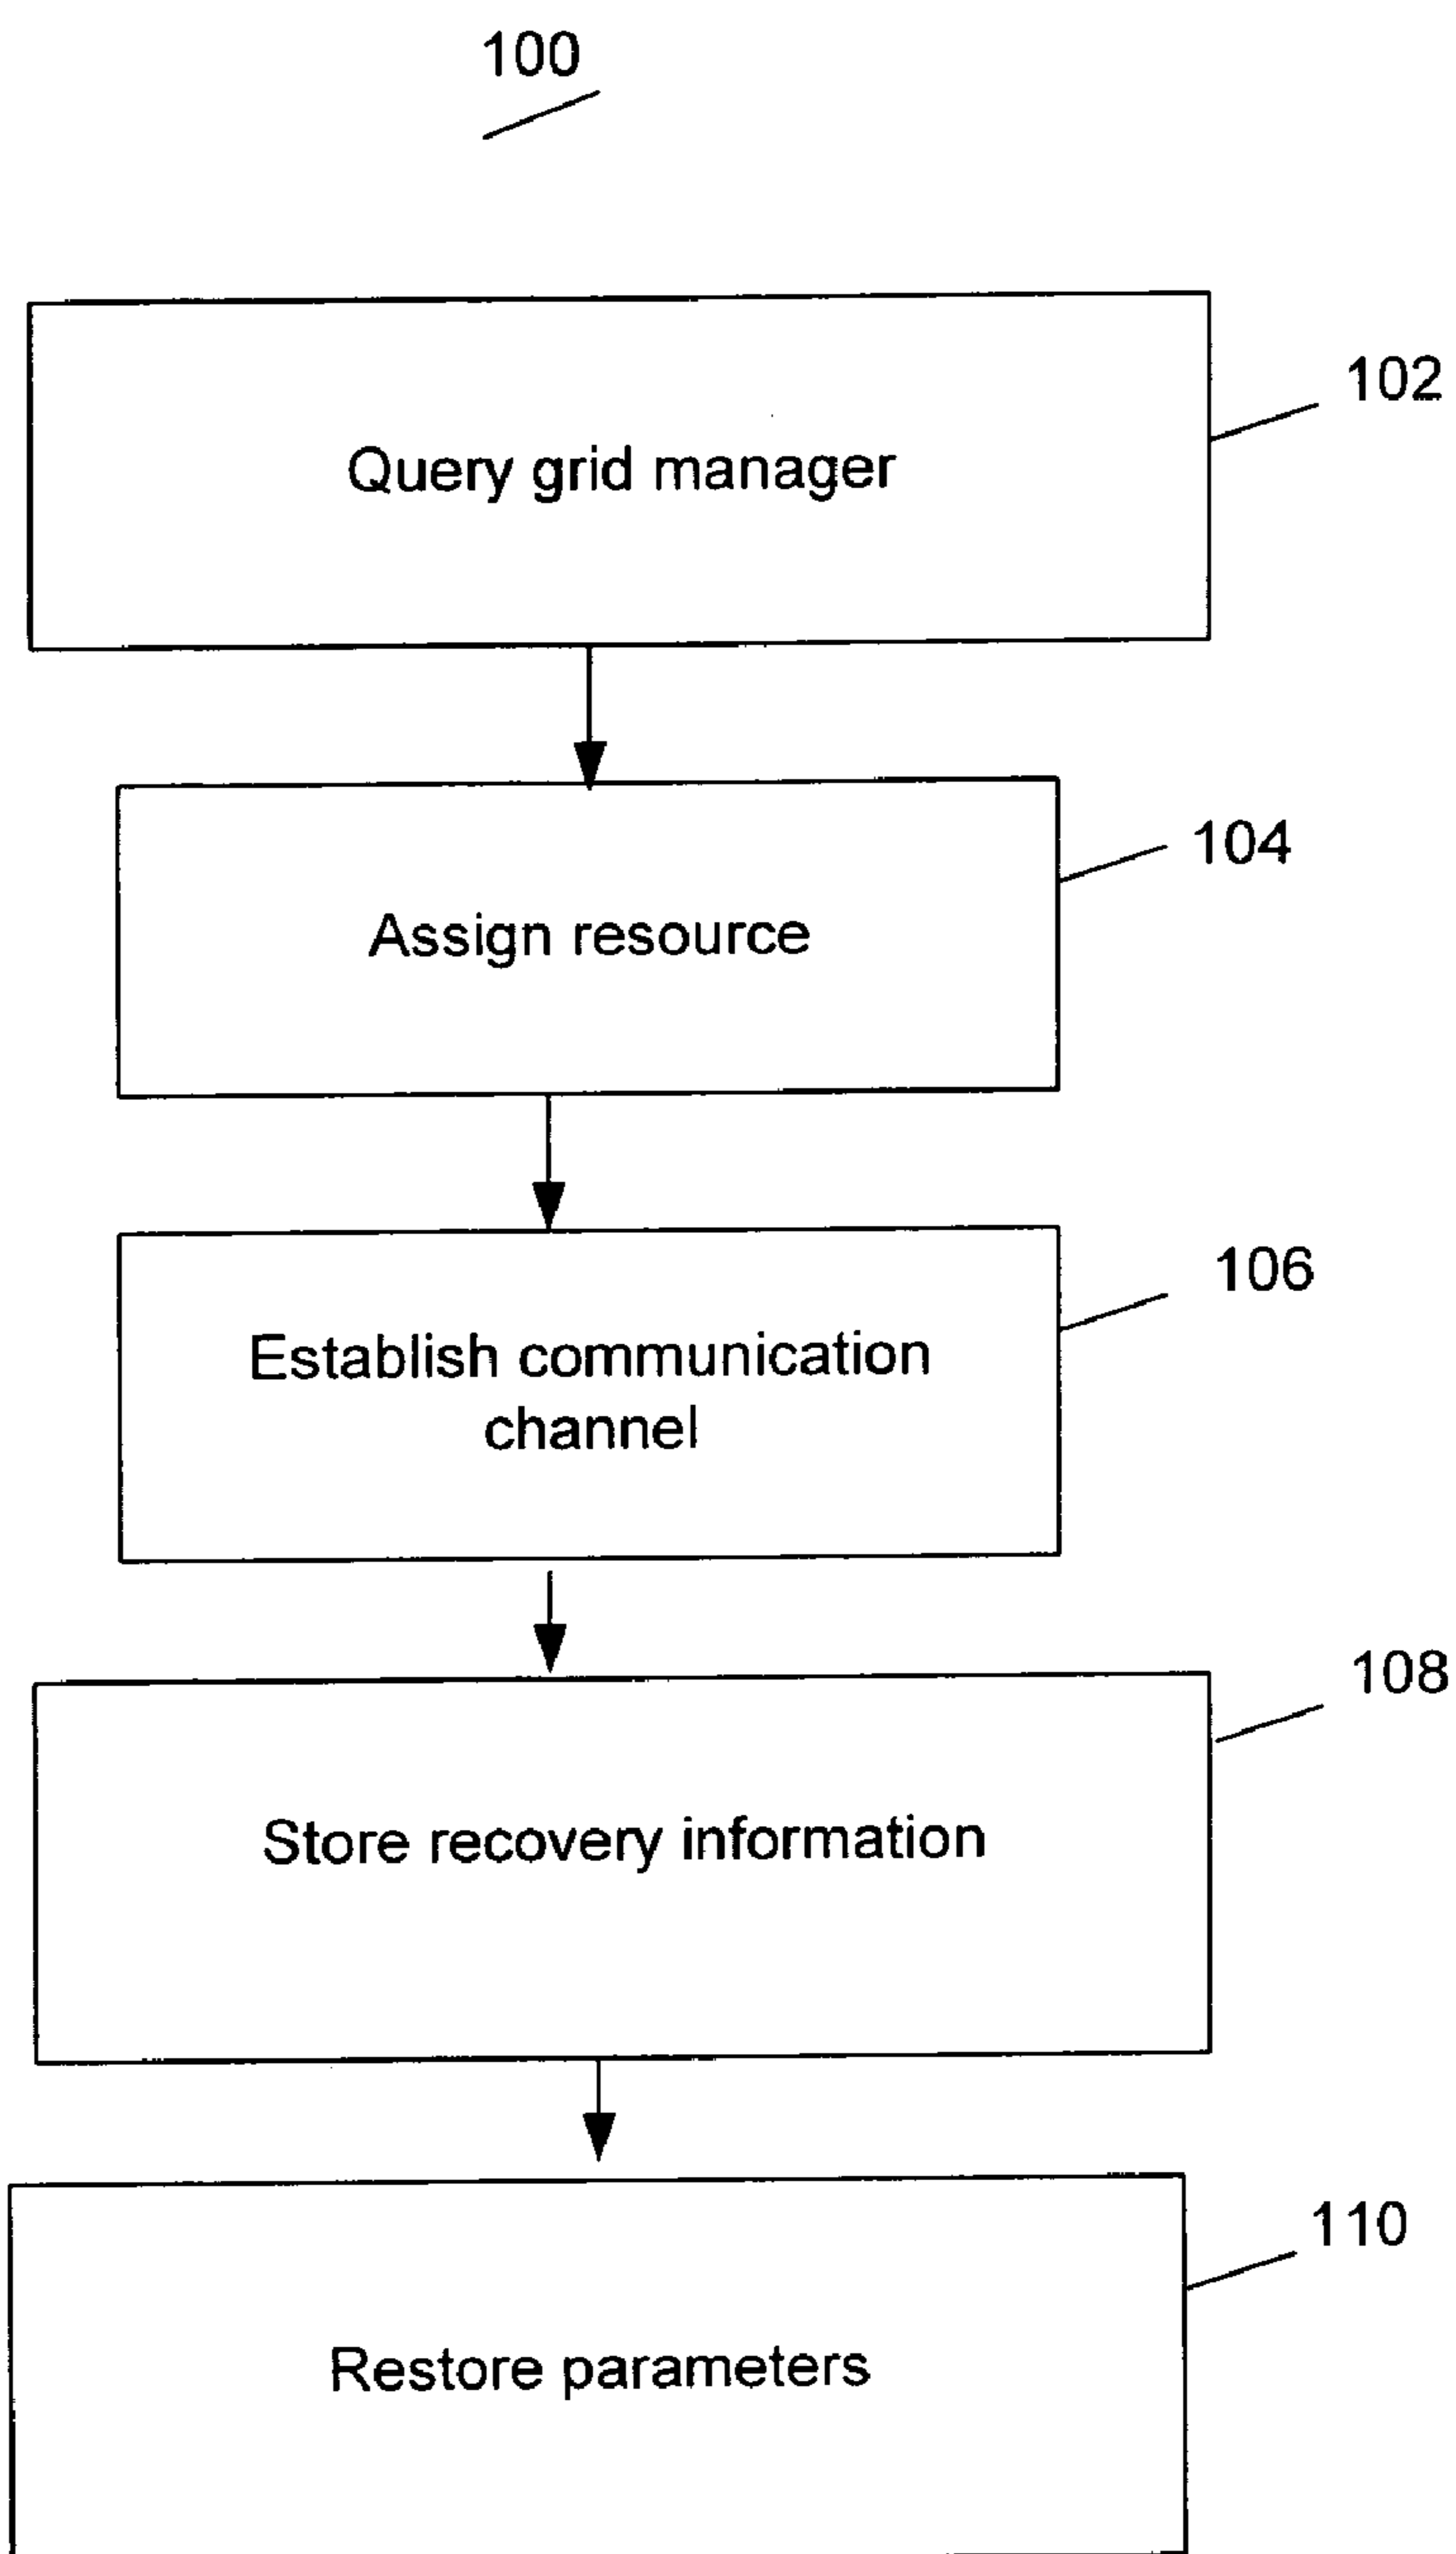 100
102
Query grid manager
104
Assign resource
106
Establish communication
channel
108
Store recovery information
110
Restore parameters